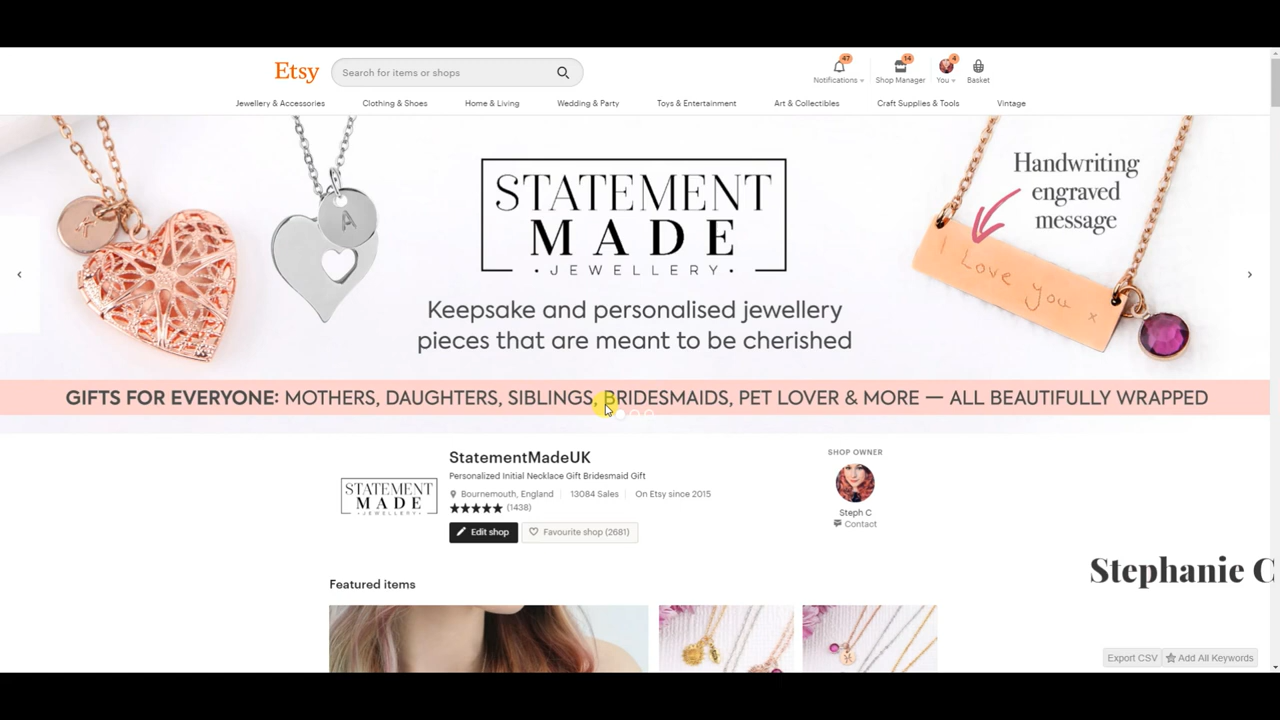 Etsy
Search for items or shops
47
14
4
Notifications
Shop Manager
You
Basket
Jewellery & Accessories
Clothing & Shoes
Home & Living
Wedding & Party
Toys & Entertainment
Art & Collectibles
Craft Supplies & Tools
Vintage
K
A
STATEMENT
MADE
• JEWELLERY •
Keepsake and personalised jewellery
pieces that are meant to be cherished
Handwriting
engraved
message
I Love you x
GIFTS FOR EVERYONE: MOTHERS, DAUGHTERS, SIBLINGS, BRIDESMAIDS, PET LOVER & MORE — ALL BEAUTIFULLY WRAPPED
STATEMENT
MADE
JEWELLERY
StatementMadeUK
Personalized Initial Necklace Gift Bridesmaid Gift
Bournemouth, England
13084 Sales
On Etsy since 2015
(1438)
Edit shop
Favourite shop (2681)
SHOP OWNER
Steph C
Contact
Stephanie C
Featured items
Export CSV
Add All Keywords